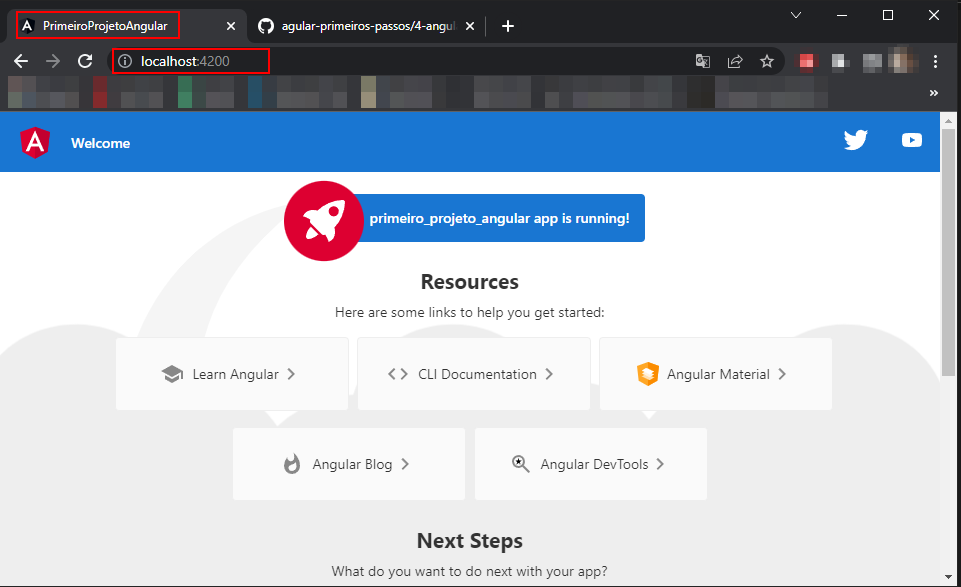 PrimeiroProjetoAngular
agular-primeiros-passos/4-angul
localhost:4200
Welcome
primeiro_projeto_angular app is running!
Resources
Here are some links to help you get started:
Learn Angular
CLI Documentation
Angular Material
Angular Blog
Angular DevTools
Next Steps
What do you want to do next with your app?